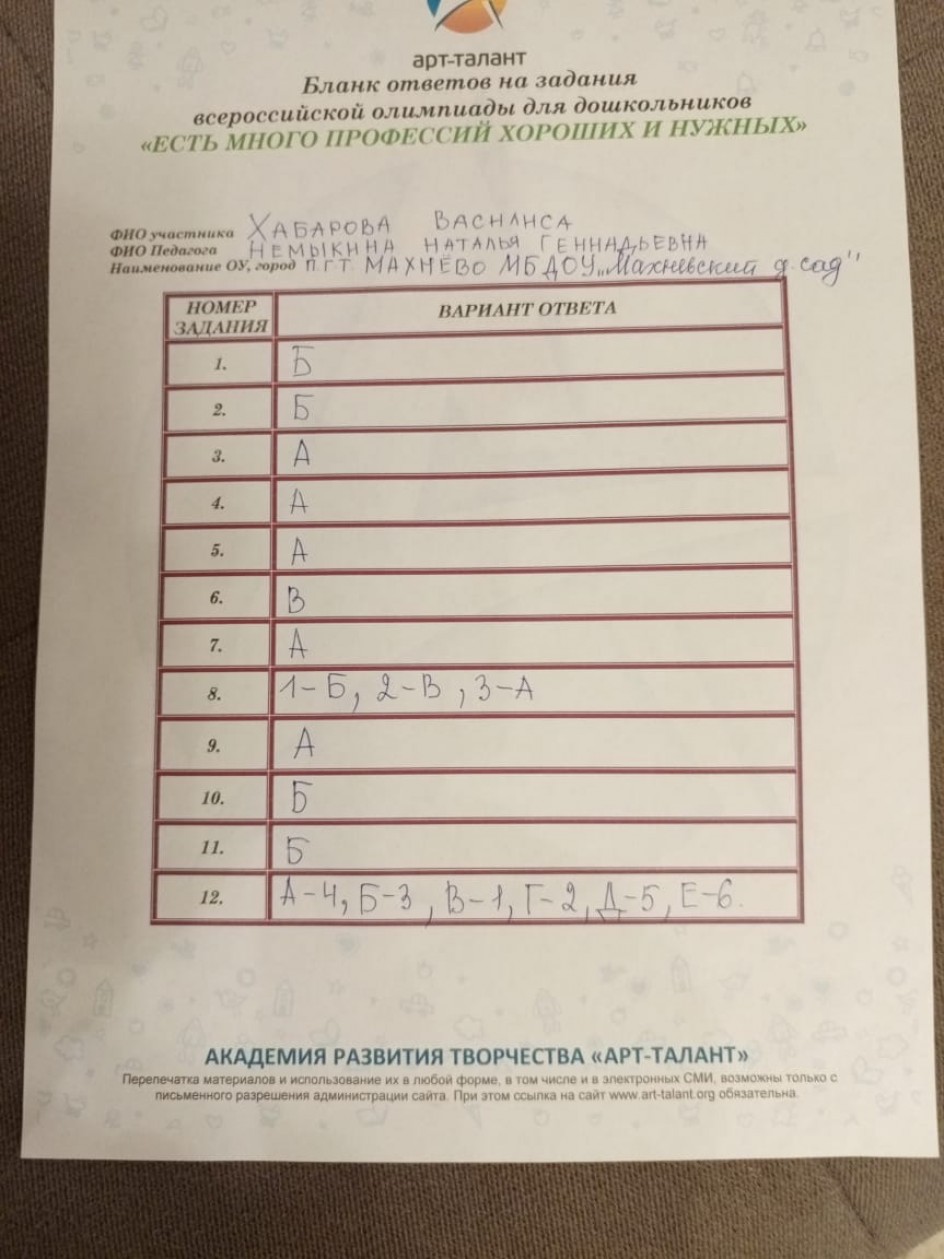 арт-талант
Бланк ответов на задания
всероссийской олимпиады для дошкольников
«ЕСТЬ МНОГО ПРОФЕССИЙ ХОРОШИХ И НУЖНЫХ»
ФИО участника ХАБАРОВА ВАСИЛИСА
ФИО Педагога НЕМЫКИНА НАТАЛЬЯ ГЕННАДЬЕВНА
Наименование ОУ, город П.Г.Т. МАХНЁВО МБДОУ „Махневский д.сад"
НОМЕР ЗАДАНИЯ ВАРИАНТ ОТВЕТА
1. Б
2. Б
3. А
4. А
5. А
6. В
7. А
8. 1-Б, 2-В, 3-А
9. А
10. Б
11. Б
12. А-4, Б-3, В-1, Г-2, Д-5, Е-6.
АКАДЕМИЯ РАЗВИТИЯ ТВОРЧЕСТВА «АРТ-ТАЛАНТ»
Перепечатка материалов и использование их в любой форме, в том числе и в электронных СМИ, возможны только с
письменного разрешения администрации сайта. При этом ссылка на сайт www.art-talant.org обязательна.